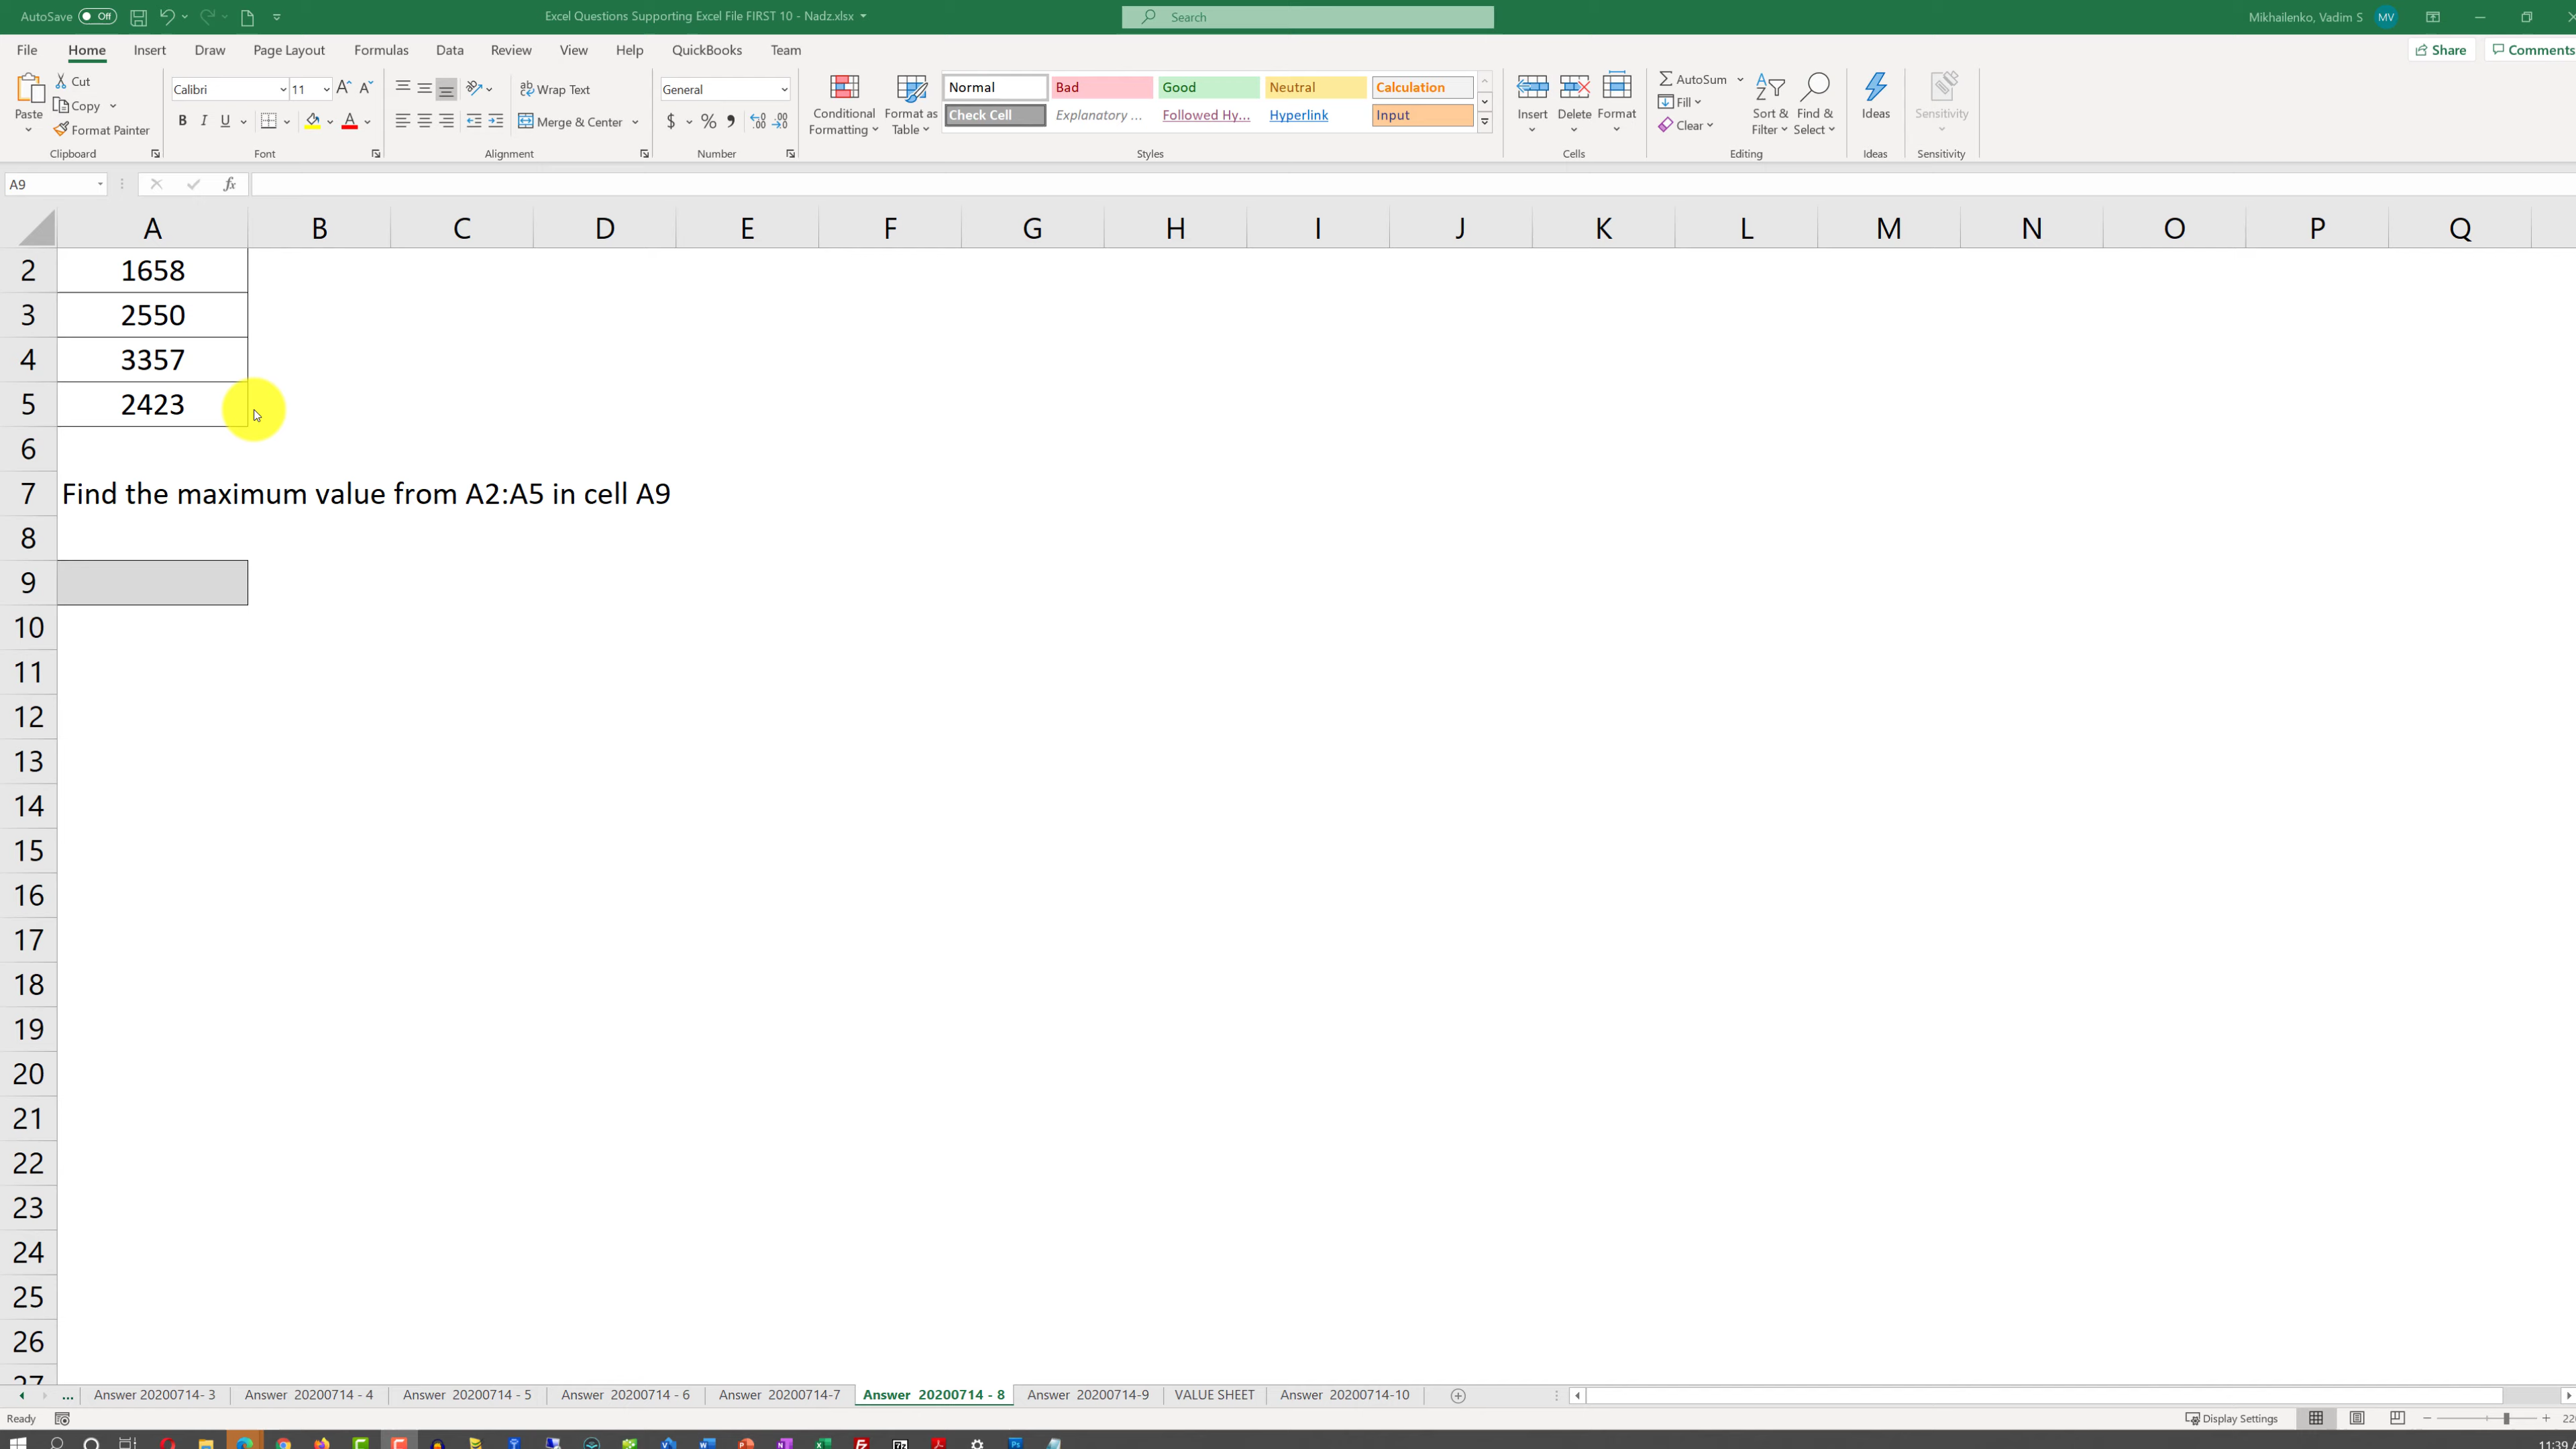 AutoSave Off Excel Questions Supporting Excel File FIRST 10 - Nadz.xlsx Search Mikhailenko, Vadim S MV
File Home Insert Draw Page Layout Formulas Data Review View Help QuickBooks Team Share Comments
Paste Cut Copy Format Painter
Clipboard
Calibri 11
B I U
Font
Wrap Text
Merge & Center
Alignment
General
$ % ,
Number
Conditional Formatting
Format as Table
Normal Bad Good Neutral Calculation
Check Cell Explanatory ... Followed Hy... Hyperlink Input
Styles
Insert Delete Format
Cells
AutoSum
Fill
Clear
Sort & Filter
Find & Select
Editing
Ideas
Ideas
Sensitivity
Sensitivity
A9 fx
A B C D E F G H I J K L M N O P Q
2 1658
3 2550
4 3357
5 2423
6
7 Find the maximum value from A2:A5 in cell A9
8
9
10
11
12
13
14
15
16
17
18
19
20
21
22
23
24
25
26
27
... Answer 20200714- 3 Answer 20200714 - 4 Answer 20200714 - 5 Answer 20200714 - 6 Answer 20200714-7 Answer 20200714 - 8 Answer 20200714-9 VALUE SHEET Answer 20200714-10
Ready Display Settings
11:39